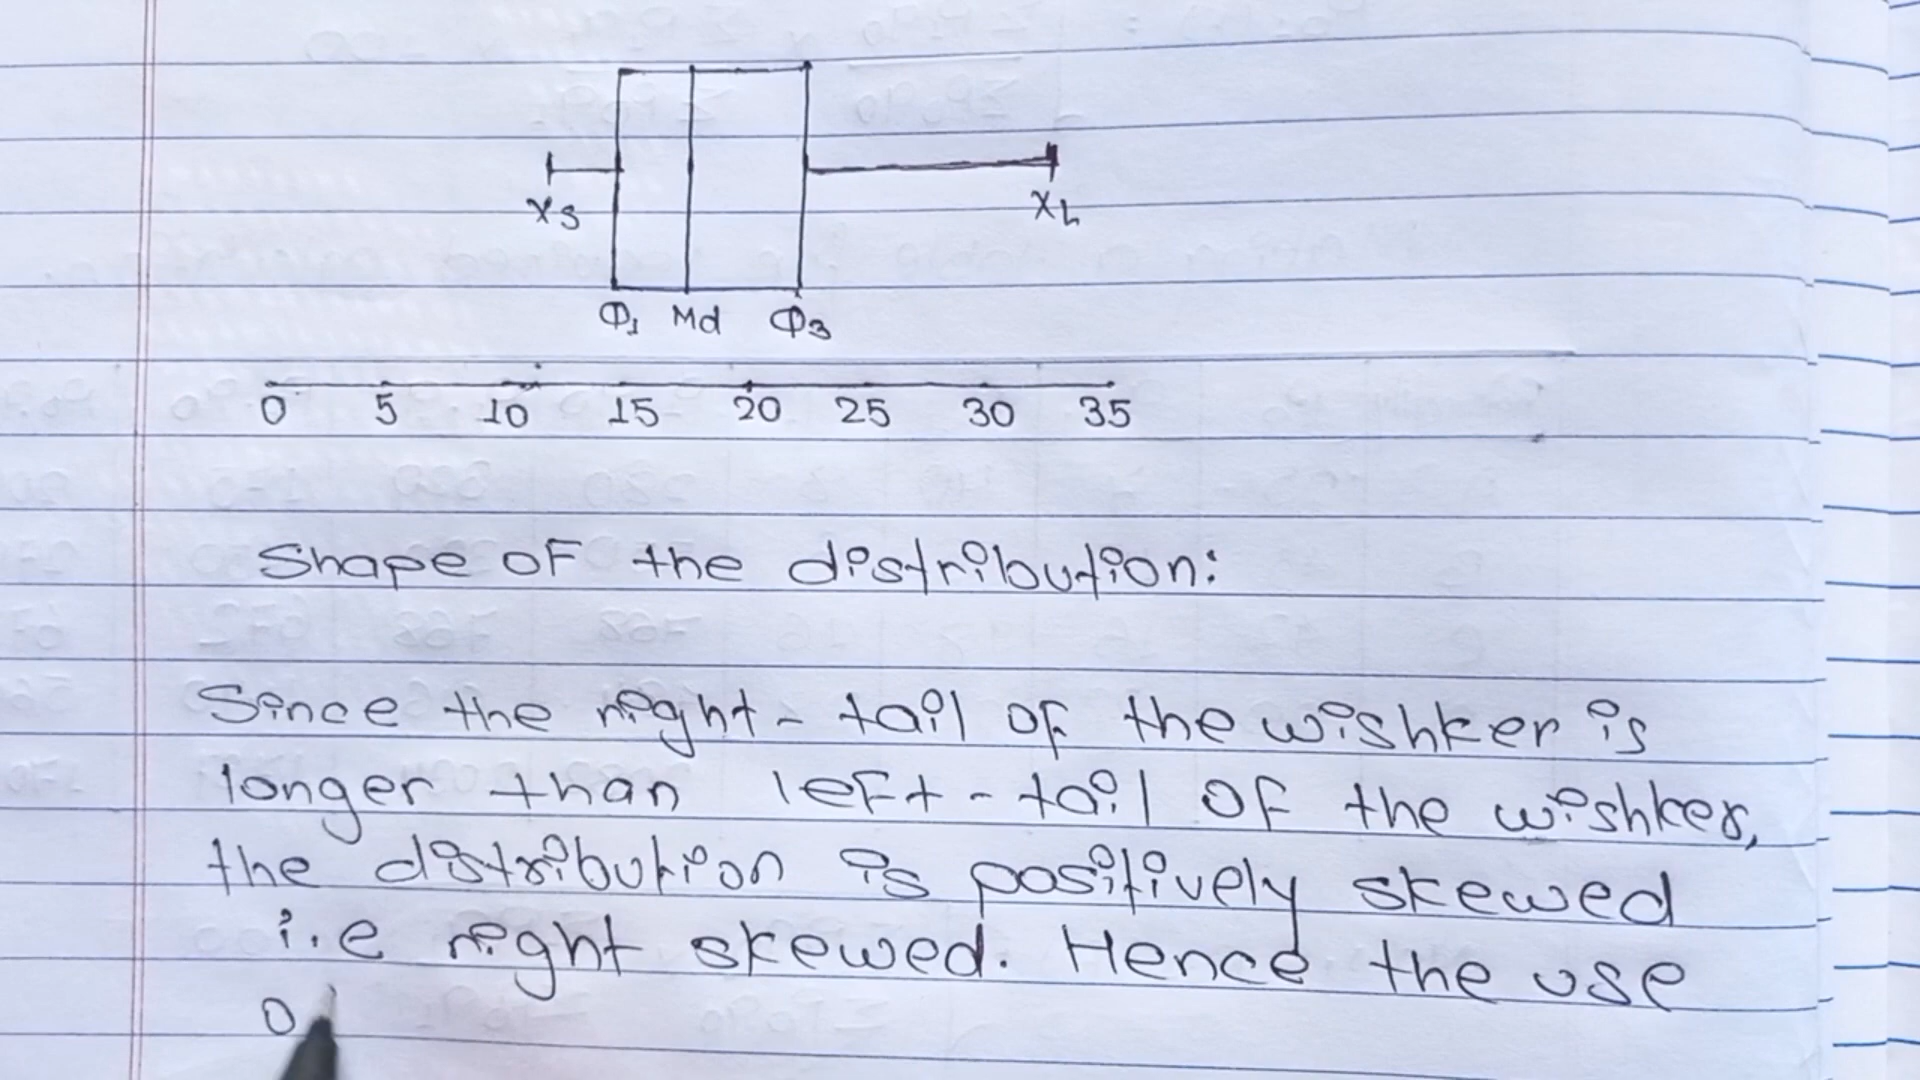 XS XL
Q1 Md Q3
0 5 10 15 20 25 30 35
Shape of the distribution:
Since the right-tail of the wishker is
longer than left-tail of the wishker,
the distribution is positively skewed
i.e right skewed. Hence the use
o